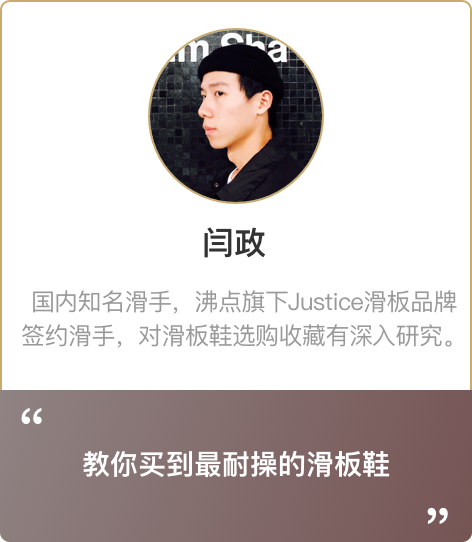 am Sha
闫政
国内知名滑手，沸点旗下Justice滑板品牌
签约滑手，对滑板鞋选购收藏有深入研究。
“
教你买到最耐操的滑板鞋
”